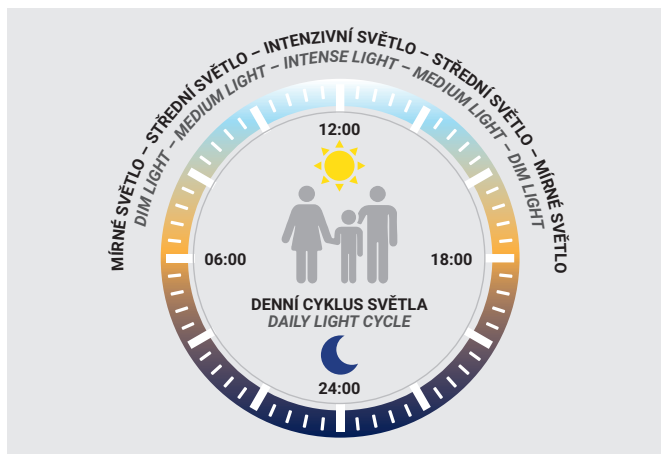 MÍRNÉ SVĚTLO – STŘEDNÍ SVĚTLO – INTENZIVNÍ SVĚTLO – STŘEDNÍ SVĚTLO – MÍRNÉ SVĚTLO
DIM LIGHT – MEDIUM LIGHT – INTENSE LIGHT – MEDIUM LIGHT – DIM LIGHT
12:00
06:00
18:00
DENNÍ CYKLUS SVĚTLA
DAILY LIGHT CYCLE
24:00